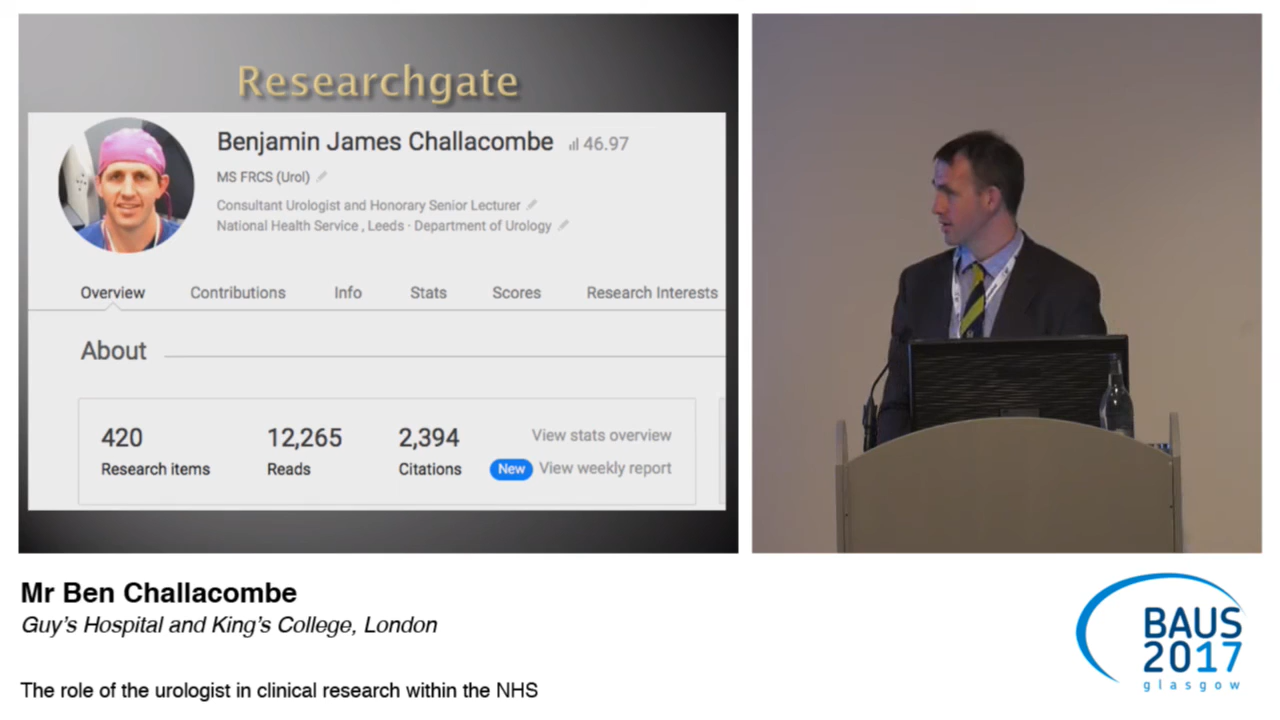 Researchgate
Benjamin James Challacombe 46.97
MS FRCS (Urol)
Consultant Urologist and Honorary Senior Lecturer
National Health Service , Leeds · Department of Urology
Overview Contributions Info Stats Scores Research Interests
About
420 12,265 2,394 View stats overview
Research items Reads Citations New View weekly report
Mr Ben Challacombe
Guy's Hospital and King's College, London
The role of the urologist in clinical research within the NHS
BAUS
2017
glasgow